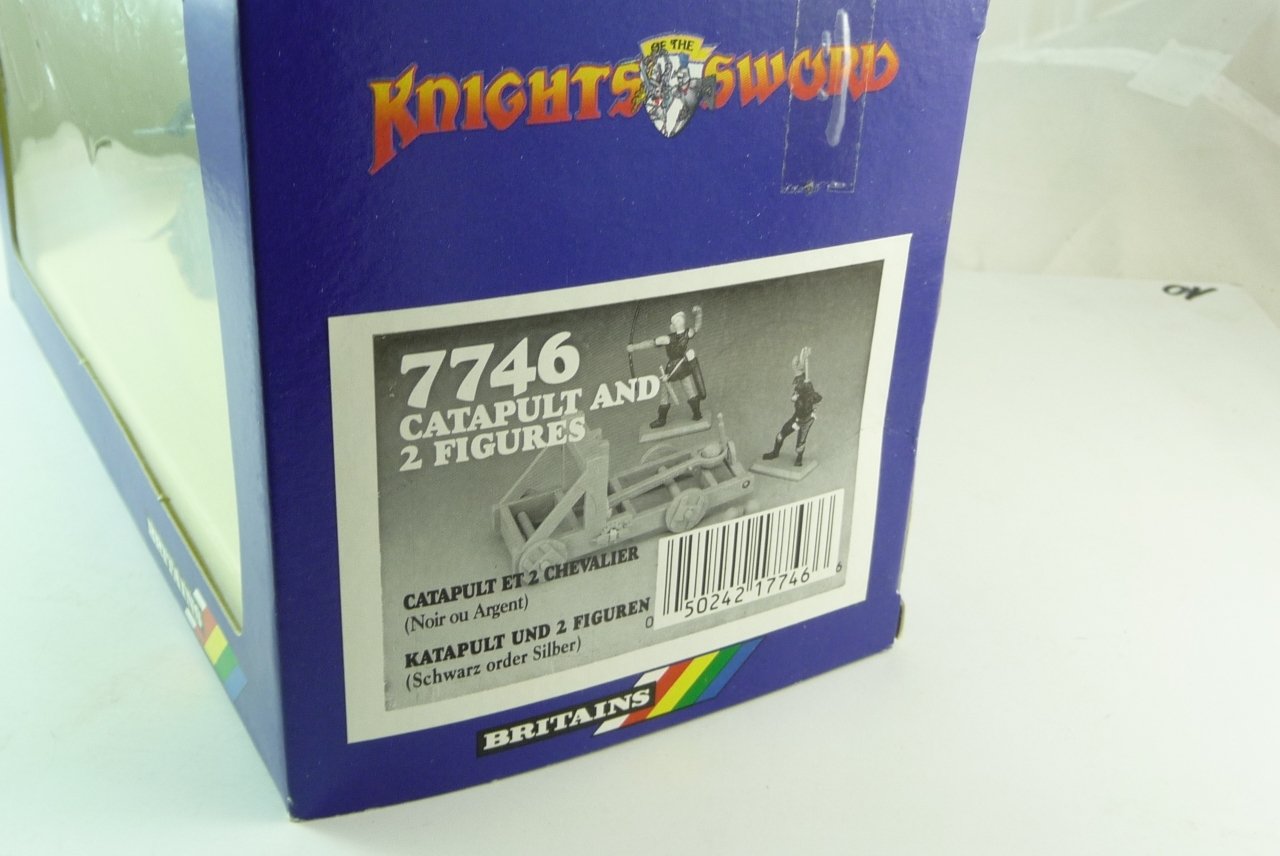 KNIGHTS OF THE SWORD
7746
CATAPULT AND
2 FIGURES
CATAPULT ET 2 CHEVALIER
(Noir ou Argent)
KATAPULT UND 2 FIGUREN
(Schwarz order Silber)
0 50242 17746 6
BRITAINS
BRITAINS